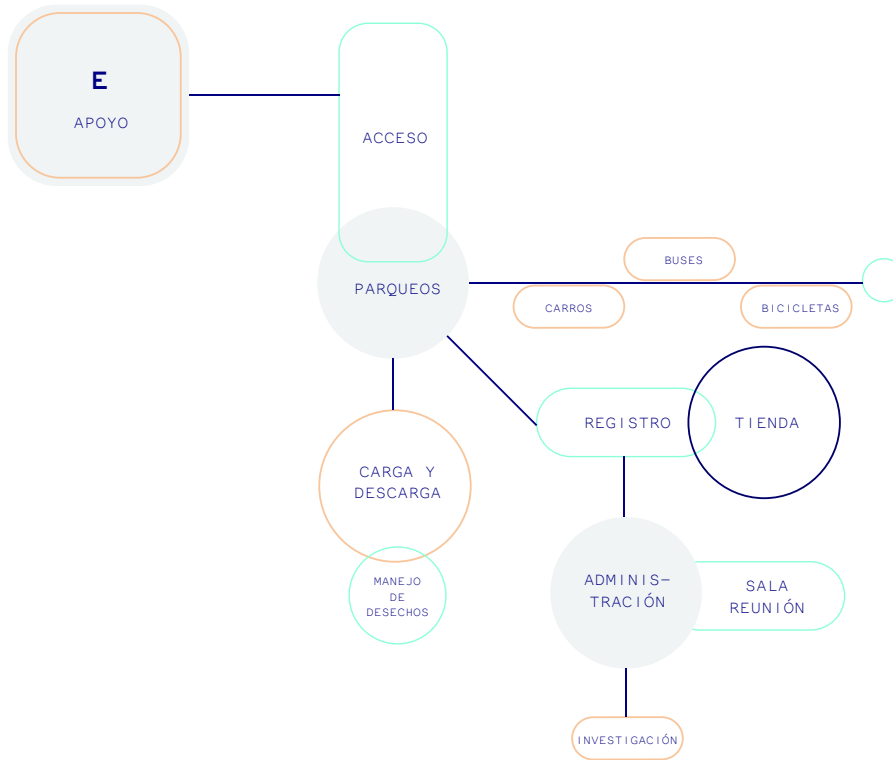 E
APOYO
ACCESO
PARQUEOS
BUSES
CARROS
BICICLETAS
REGISTRO
TIENDA
CARGA Y
DESCARGA
MANEJO
DE
DESECHOS
ADMINIS-
TRACIÓN
SALA
REUNIÓN
INVESTIGACIÓN